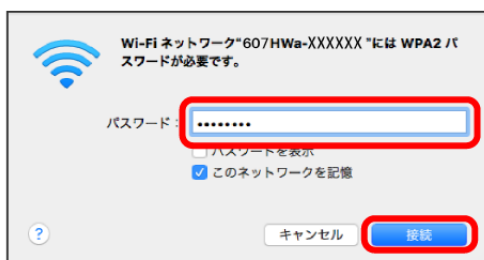 Wi-Fi ネットワーク“607HWa-XXXXXX ”には WPA2 パ
スワードが必要です。
パスワード： ••••••••
パスワードを表示
このネットワークを記憶
? キャンセル 接続